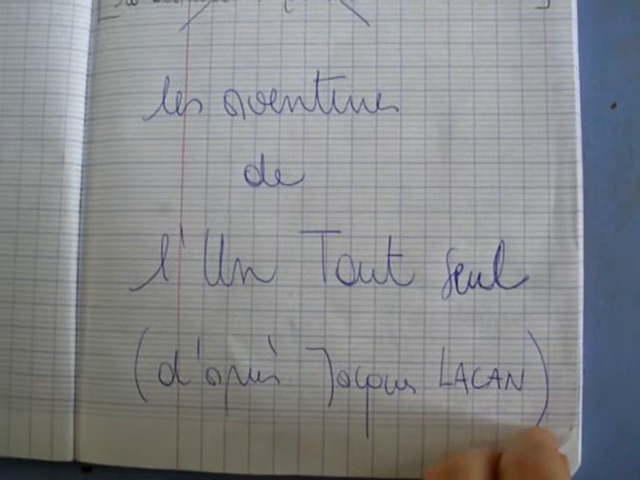 les aventures
de
l'Un Tout seul
(d'après Jacques LACAN)